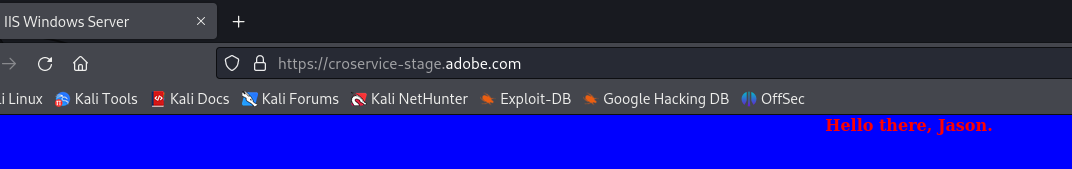 IIS Windows Server
https://croservice-stage.adobe.com
li Linux Kali Tools Kali Docs Kali Forums Kali NetHunter Exploit-DB Google Hacking DB OffSec
Hello there, Jason.